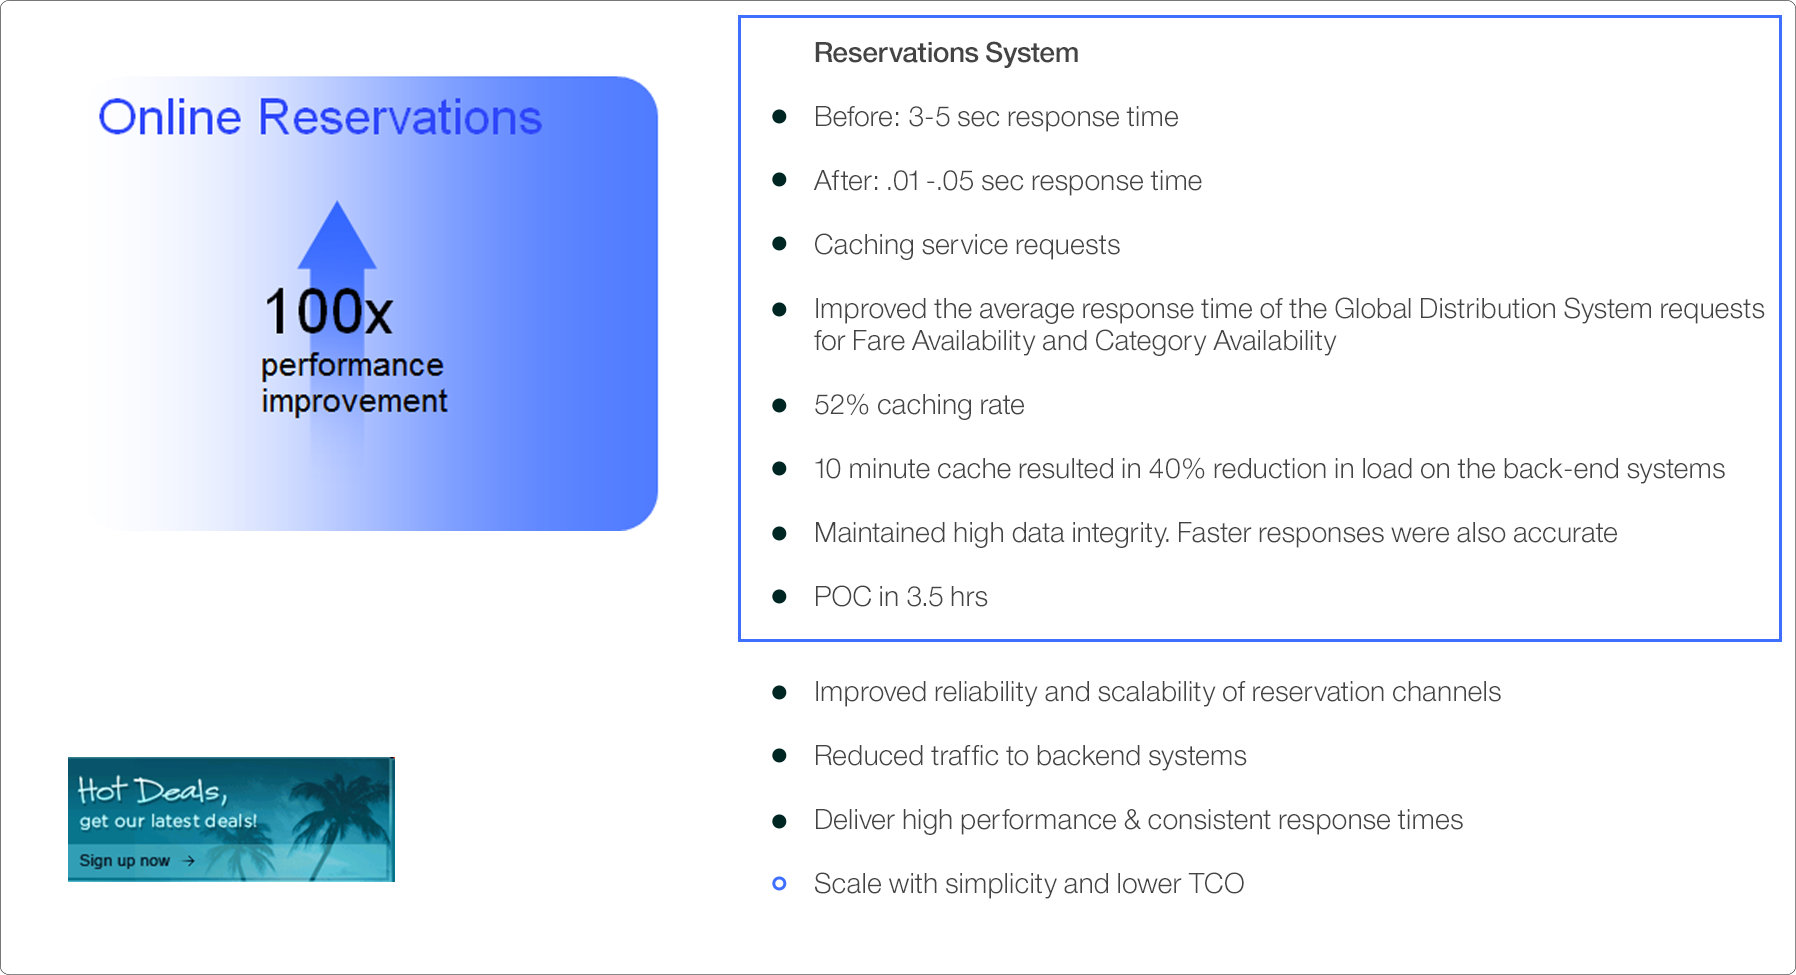 Online Reservations
100x
performance
improvement
Hot Deals,
get our latest deals!
Sign up now →
Reservations System
Before: 3-5 sec response time
After: .01 -.05 sec response time
Caching service requests
Improved the average response time of the Global Distribution System requests
for Fare Availability and Category Availability
52% caching rate
10 minute cache resulted in 40% reduction in load on the back-end systems
Maintained high data integrity. Faster responses were also accurate
POC in 3.5 hrs
Improved reliability and scalability of reservation channels
Reduced traffic to backend systems
Deliver high performance & consistent response times
Scale with simplicity and lower TCO